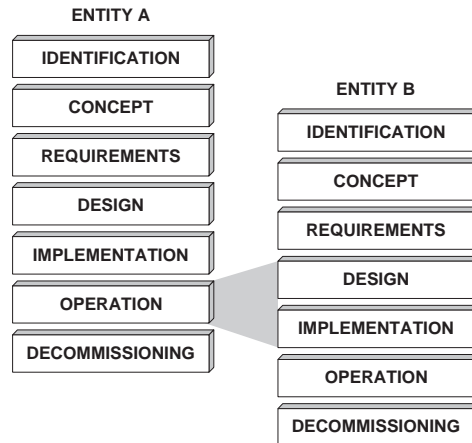 ENTITY A
IDENTIFICATION
CONCEPT
REQUIREMENTS
DESIGN
IMPLEMENTATION
OPERATION
DECOMMISSIONING
ENTITY B
IDENTIFICATION
CONCEPT
REQUIREMENTS
DESIGN
IMPLEMENTATION
OPERATION
DECOMMISSIONING